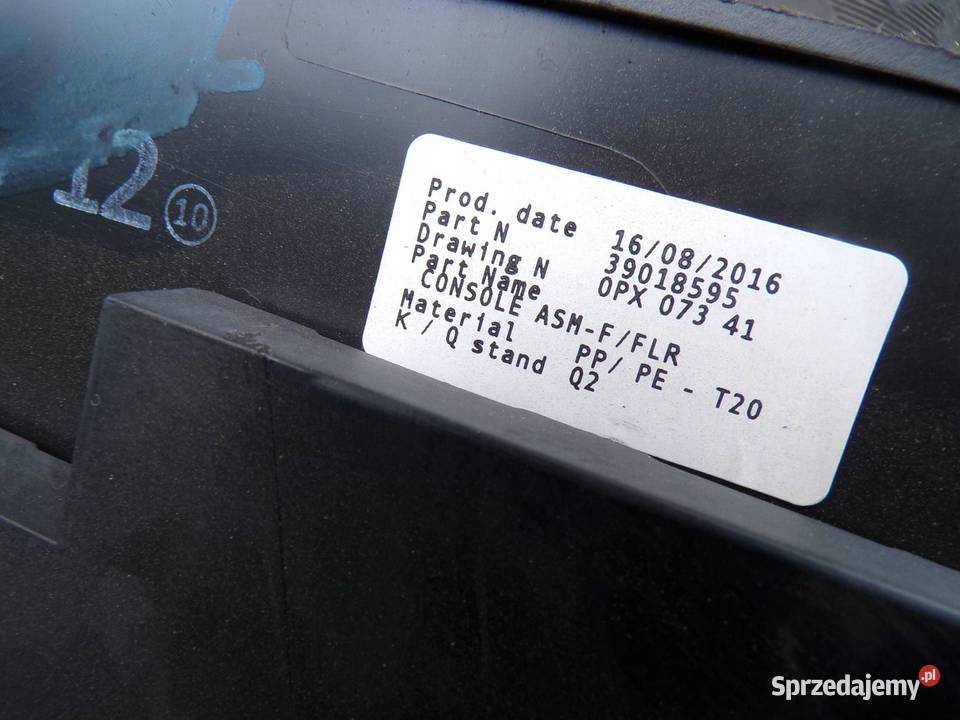 12
10
Prod. date 16/08/2016
Part N 39018595
Drawing N 0PX 073 41
Part Name
CONSOLE ASM-F/FLR
Material PP/ PE - T20
K / Q stand Q2
Sprzedajemy.pl